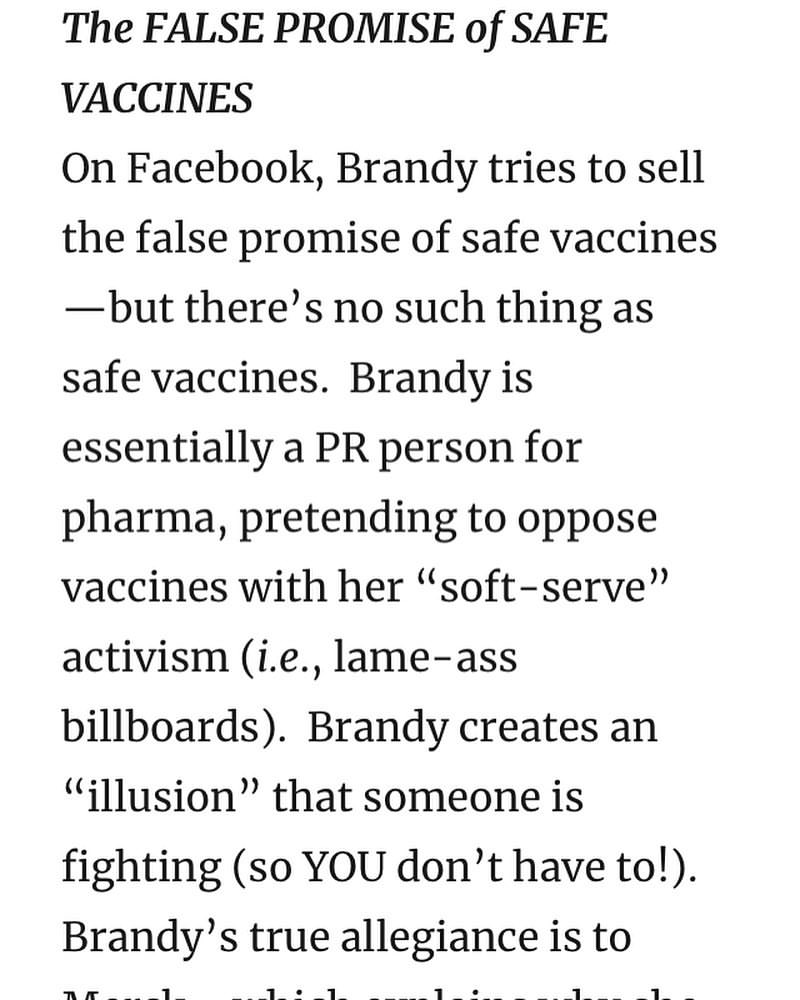 The FALSE PROMISE of SAFE
VACCINES
On Facebook, Brandy tries to sell
the false promise of safe vaccines
—but there’s no such thing as
safe vaccines.  Brandy is
essentially a PR person for
pharma, pretending to oppose
vaccines with her “soft-serve”
activism (i.e., lame-ass
billboards).  Brandy creates an
“illusion” that someone is
fighting (so YOU don’t have to!).
Brandy’s true allegiance is to